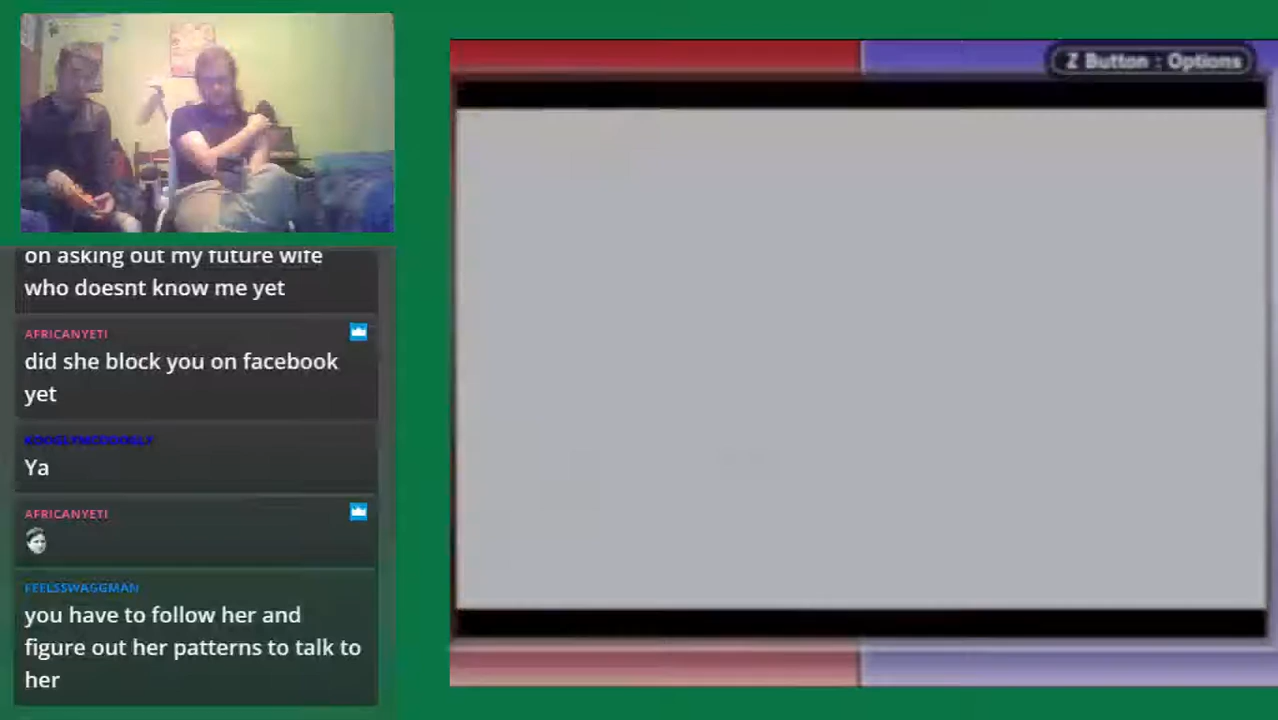 Z Button : Options
on asking out my future wife
who doesnt know me yet
AFRICANYETI
did she block you on facebook
yet
Ya
AFRICANYETI
FEELSSWAGGMAN
you have to follow her and
figure out her patterns to talk to
her